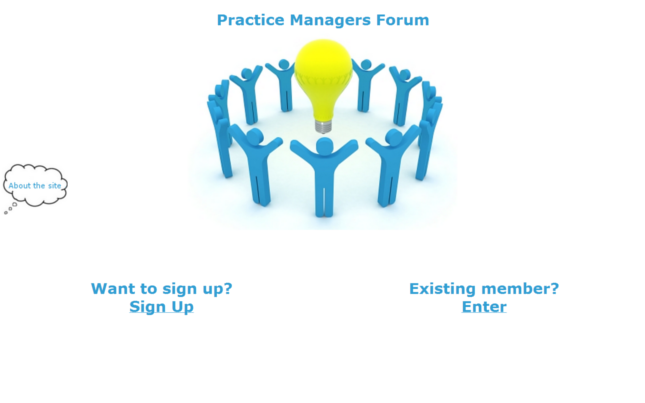 Practice Managers Forum
About the site
Want to sign up?
Sign Up
Existing member?
Enter